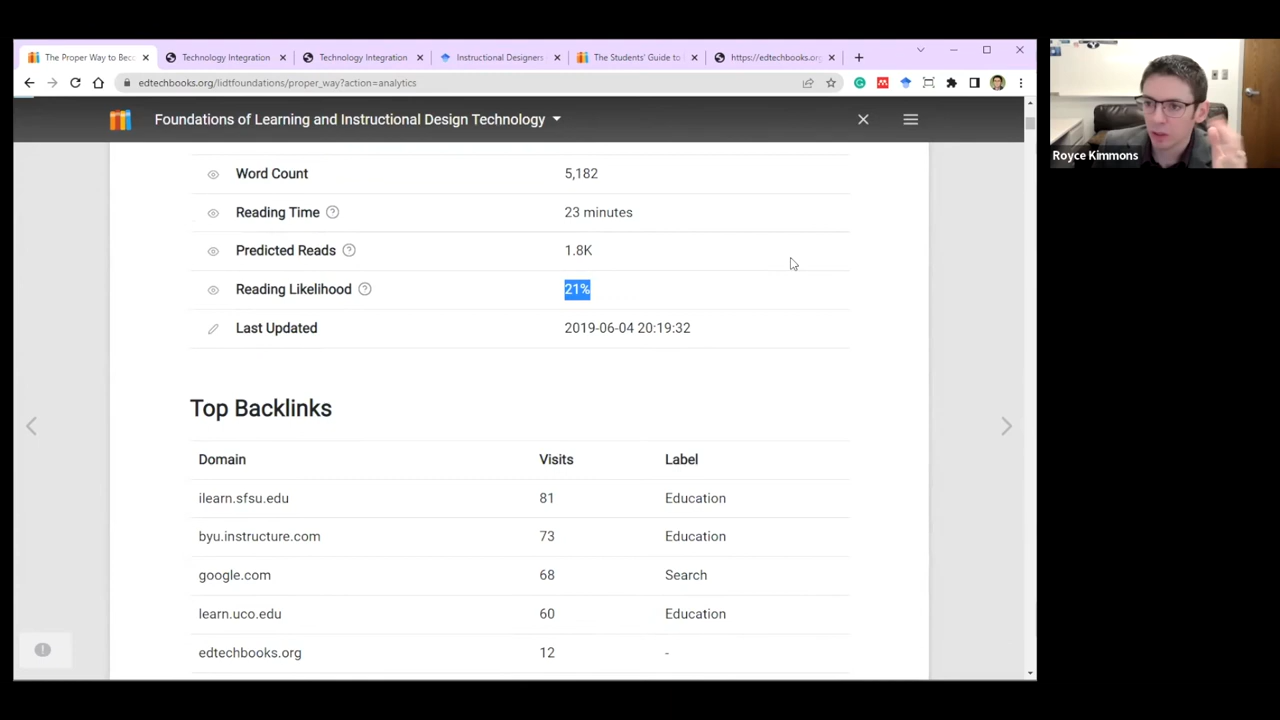 The Proper Way to Bec
Technology Integration
Technology Integration
Instructional Designers
The Students' Guide to
https://edtechbooks.org
edtechbooks.org/lidtfoundations/proper_way?action=analytics
Foundations of Learning and Instructional Design Technology
Royce Kimmons
Word Count 5,182
Reading Time 23 minutes
Predicted Reads 1.8K
Reading Likelihood 21%
Last Updated 2019-06-04 20:19:32
Top Backlinks
Domain Visits Label
ilearn.sfsu.edu 81 Education
byu.instructure.com 73 Education
google.com 68 Search
learn.uco.edu 60 Education
edtechbooks.org 12 -